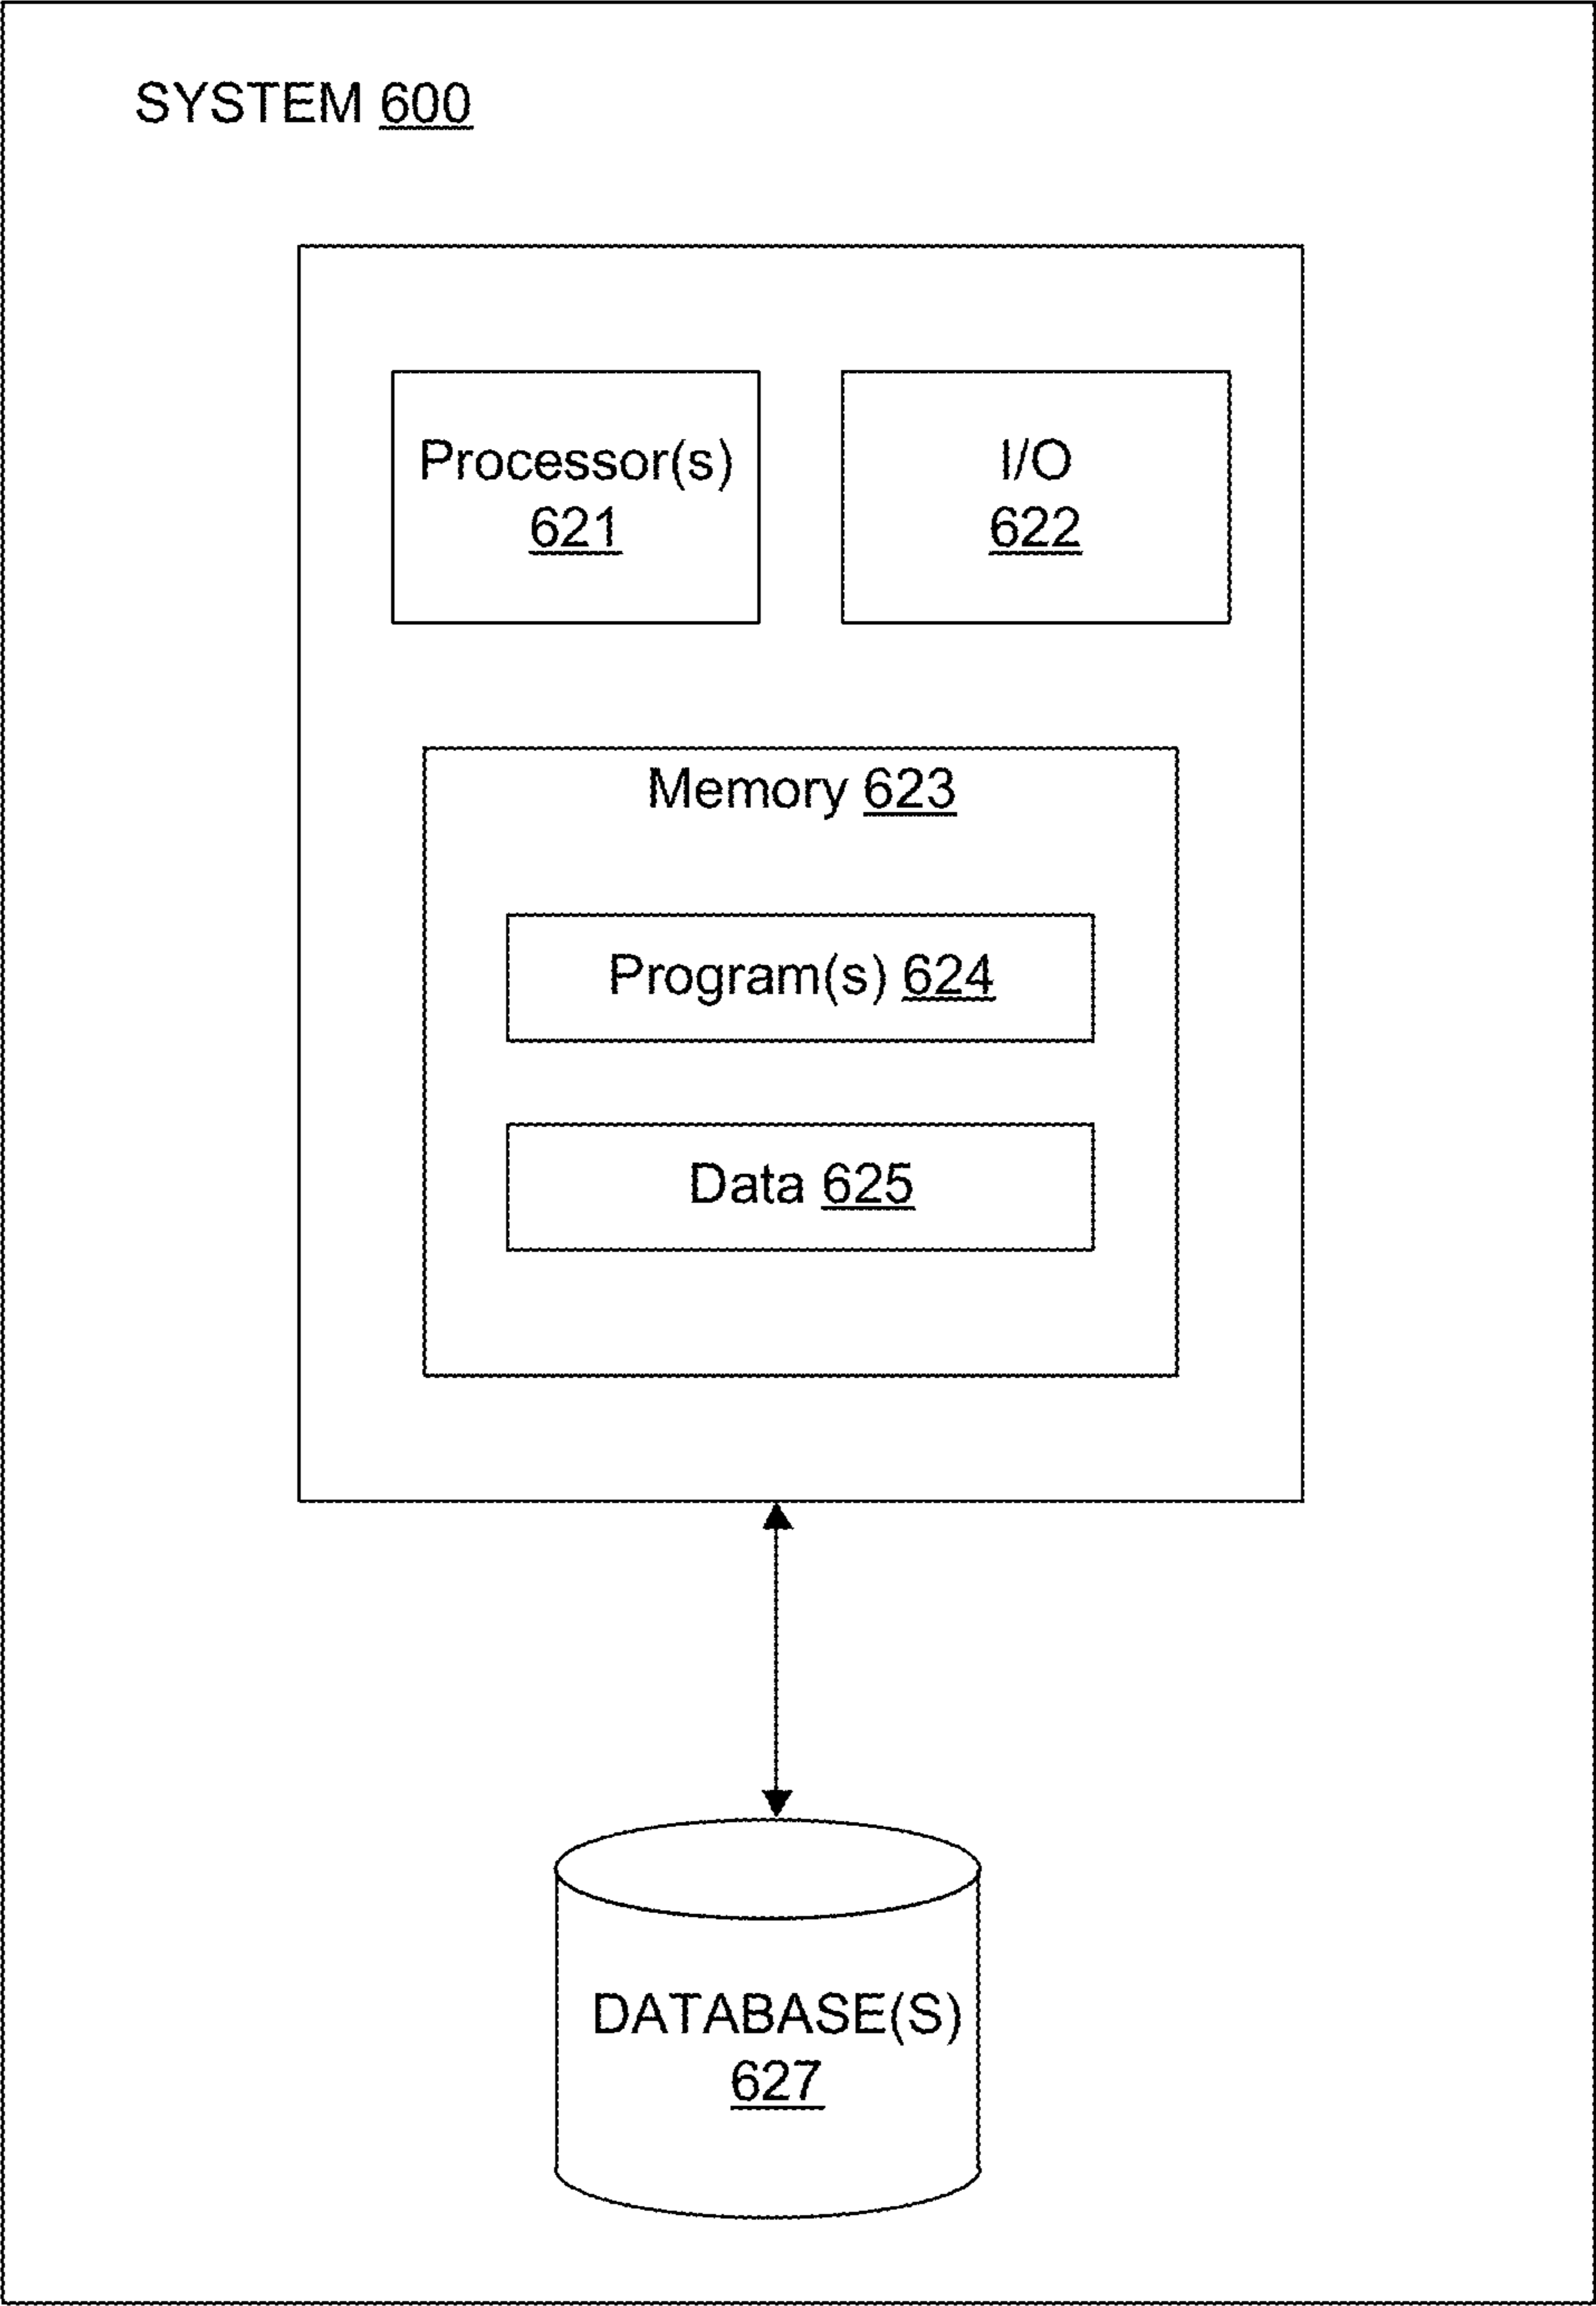 SYSTEM 600
Processor(s)
621
I/O
622
Memory 623
Program(s) 624
Data 625
DATABASE(S)
627